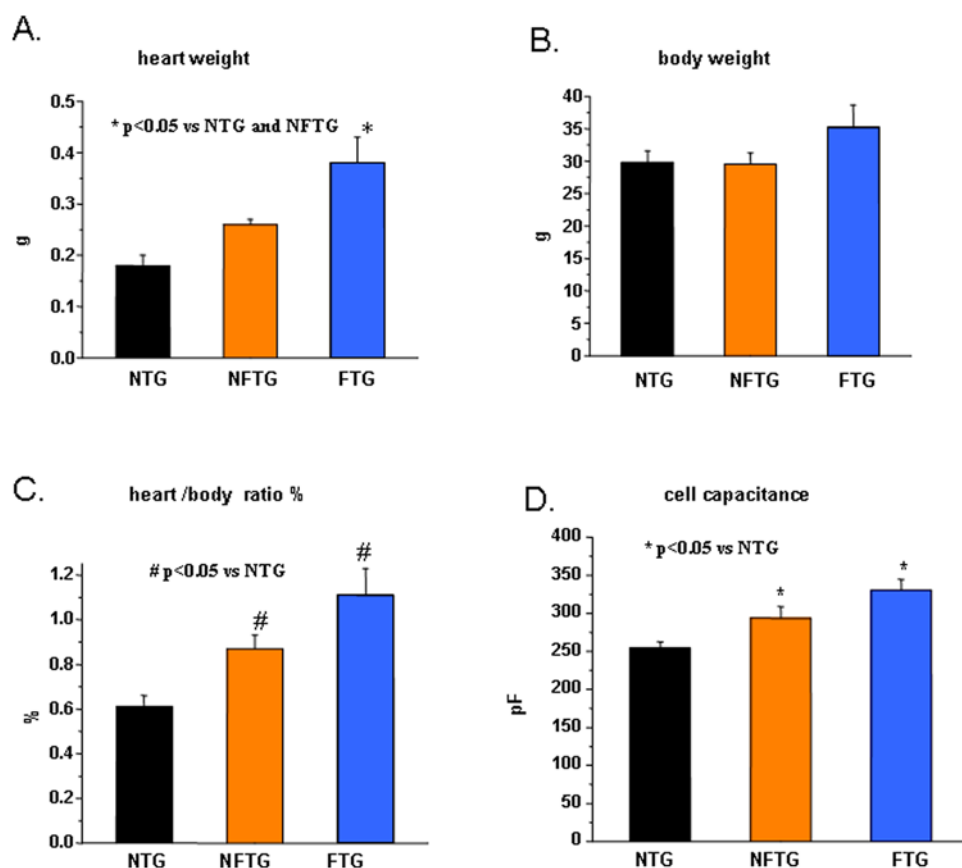 A.
heart weight
* p<0.05 vs NTG and NFTG
*
0.5
0.4
0.3
0.2
0.1
0.0
g
NTG NFTG FTG
B.
body weight
40
35
30
25
20
15
10
5
0
g
NTG NFTG FTG
C.
heart /body ratio %
# p<0.05 vs NTG
#
#
1.2
1.0
0.8
0.6
0.4
0.2
0.0
%
NTG NFTG FTG
D.
cell capacitance
* p<0.05 vs NTG
*
*
400
350
300
250
200
150
100
50
0
pF
NTG NFTG FTG